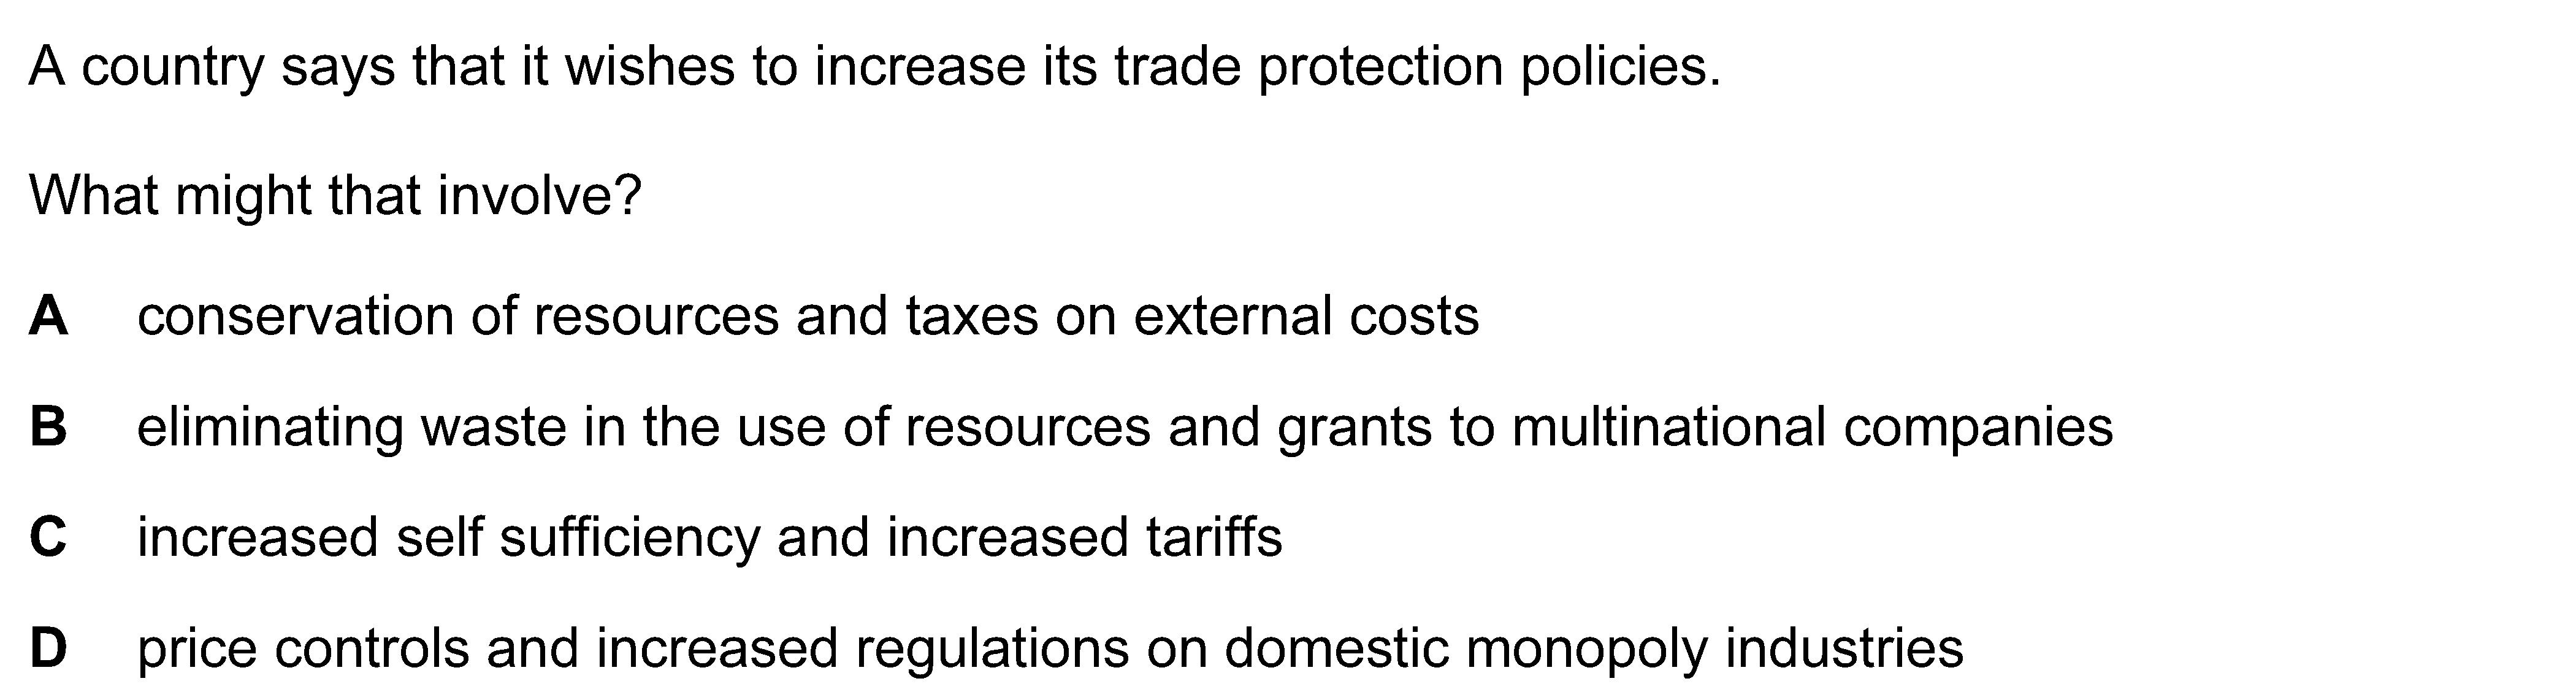 A country says that it wishes to increase its trade protection policies.
What might that involve?
A conservation of resources and taxes on external costs
B eliminating waste in the use of resources and grants to multinational companies
C increased self sufficiency and increased tariffs
D price controls and increased regulations on domestic monopoly industries